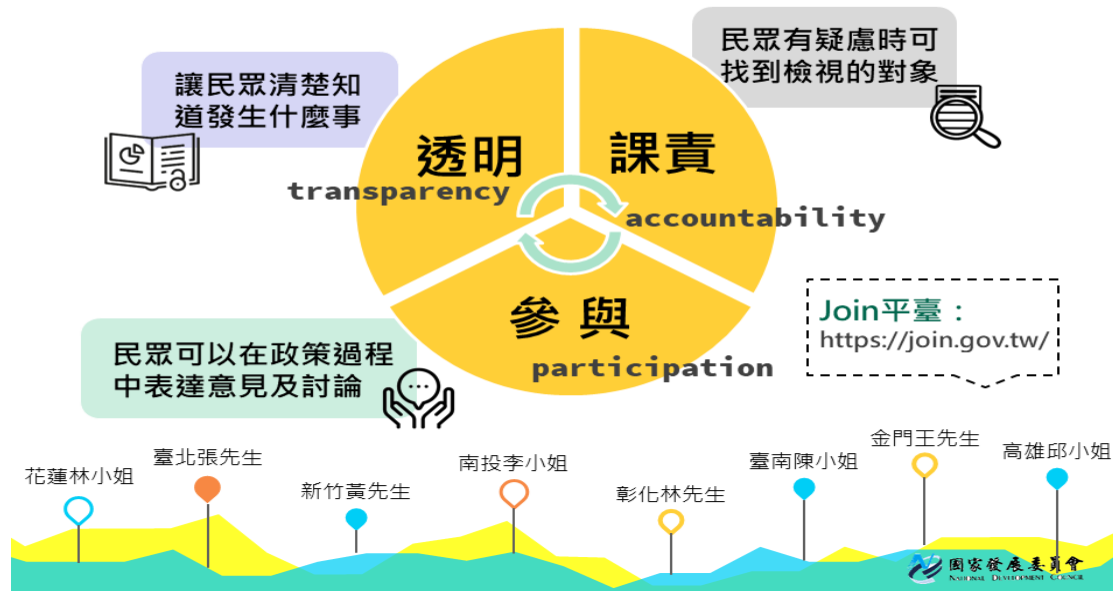 讓民眾清楚知
道發生什麼事
民眾有疑慮時可
找到檢視的對象
透明
transparency
課責
accountability
參與
participation
民眾可以在政策過程
中表達意見及討論
Join平臺：
https://join.gov.tw/
花蓮林小姐
臺北張先生
新竹黃先生
南投李小姐
彰化林先生
臺南陳小姐
金門王先生
高雄邱小姐
國家發展委員會
NATIONAL DEVELOPMENT COUNCIL